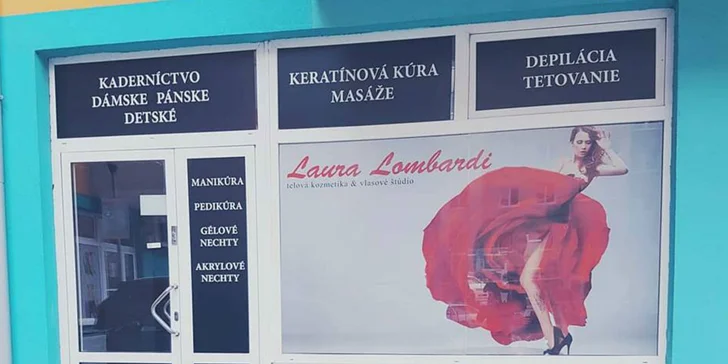 KADERNÍCTVO
DÁMSKE PÁNSKE
DETSKÉ
KERATÍNOVÁ KÚRA
MASÁŽE
DEPILÁCIA
TETOVANIE
MANIKÚRA
PEDIKÚRA
GÉLOVÉ
NECHTY
AKRYLOVÉ
NECHTY
Laura Lombardi
telová kozmetika & vlasové štúdio